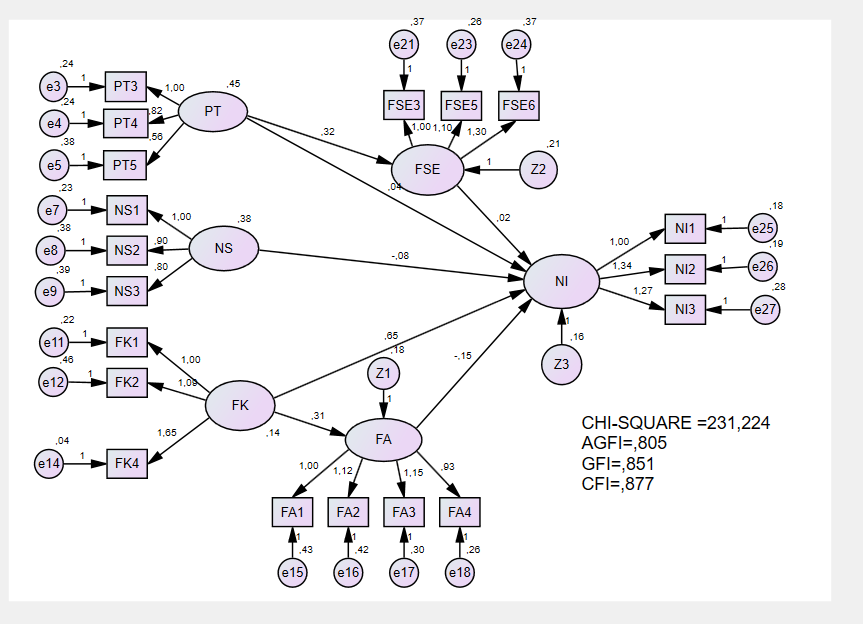 ,37
,26
,37
e21
e23
e24
1
1
1
FSE3
FSE5
FSE6
1,00
1,10
1,30
,24
e3
1
PT3
1,00
,45
PT
,24
e4
1
PT4
,82
,38
e5
1
PT5
,56
,32
,04
FSE
1
Z2
,21
,02
,23
e7
1
NS1
1,00
,38
NS
,38
e8
1
NS2
,90
,39
e9
1
NS3
,80
-,08
NI
1,00
NI1
1
e25
,18
1,34
NI2
1
e26
,19
1,27
NI3
1
e27
,28
1
,16
Z3
,22
e11
1
FK1
1,00
,46
e12
1
FK2
1,09
FK
,14
,04
e14
1
FK4
1,65
,65
,18
Z1
1
,31
FA
-,15
1,00
1,12
1,15
,93
FA1
FA2
FA3
FA4
1
1
1
1
,43
,42
,30
,26
e15
e16
e17
e18
CHI-SQUARE =231,224
AGFI=,805
GFI=,851
CFI=,877